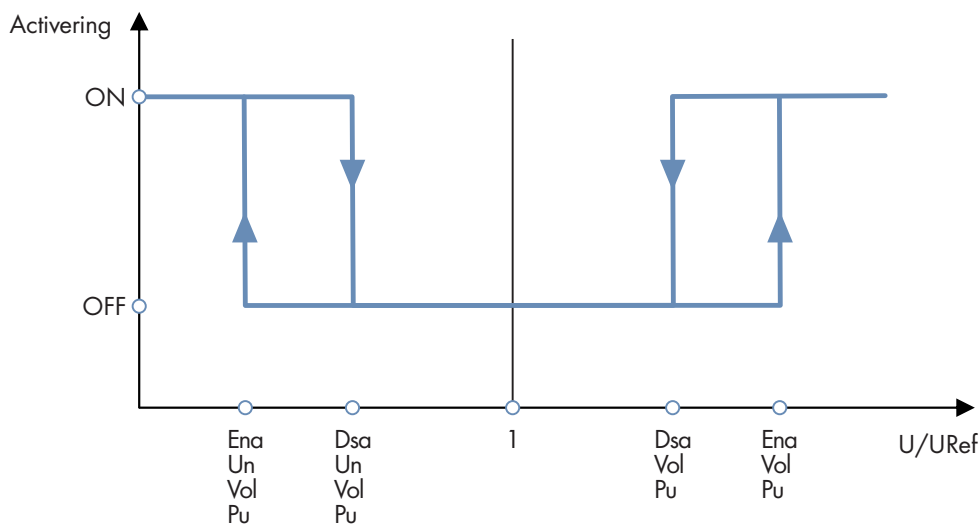 Activering
ON
OFF
Ena
Un
Vol
Pu
Dsa
Un
Vol
Pu
1
Dsa
Vol
Pu
Ena
Vol
Pu
U/URef